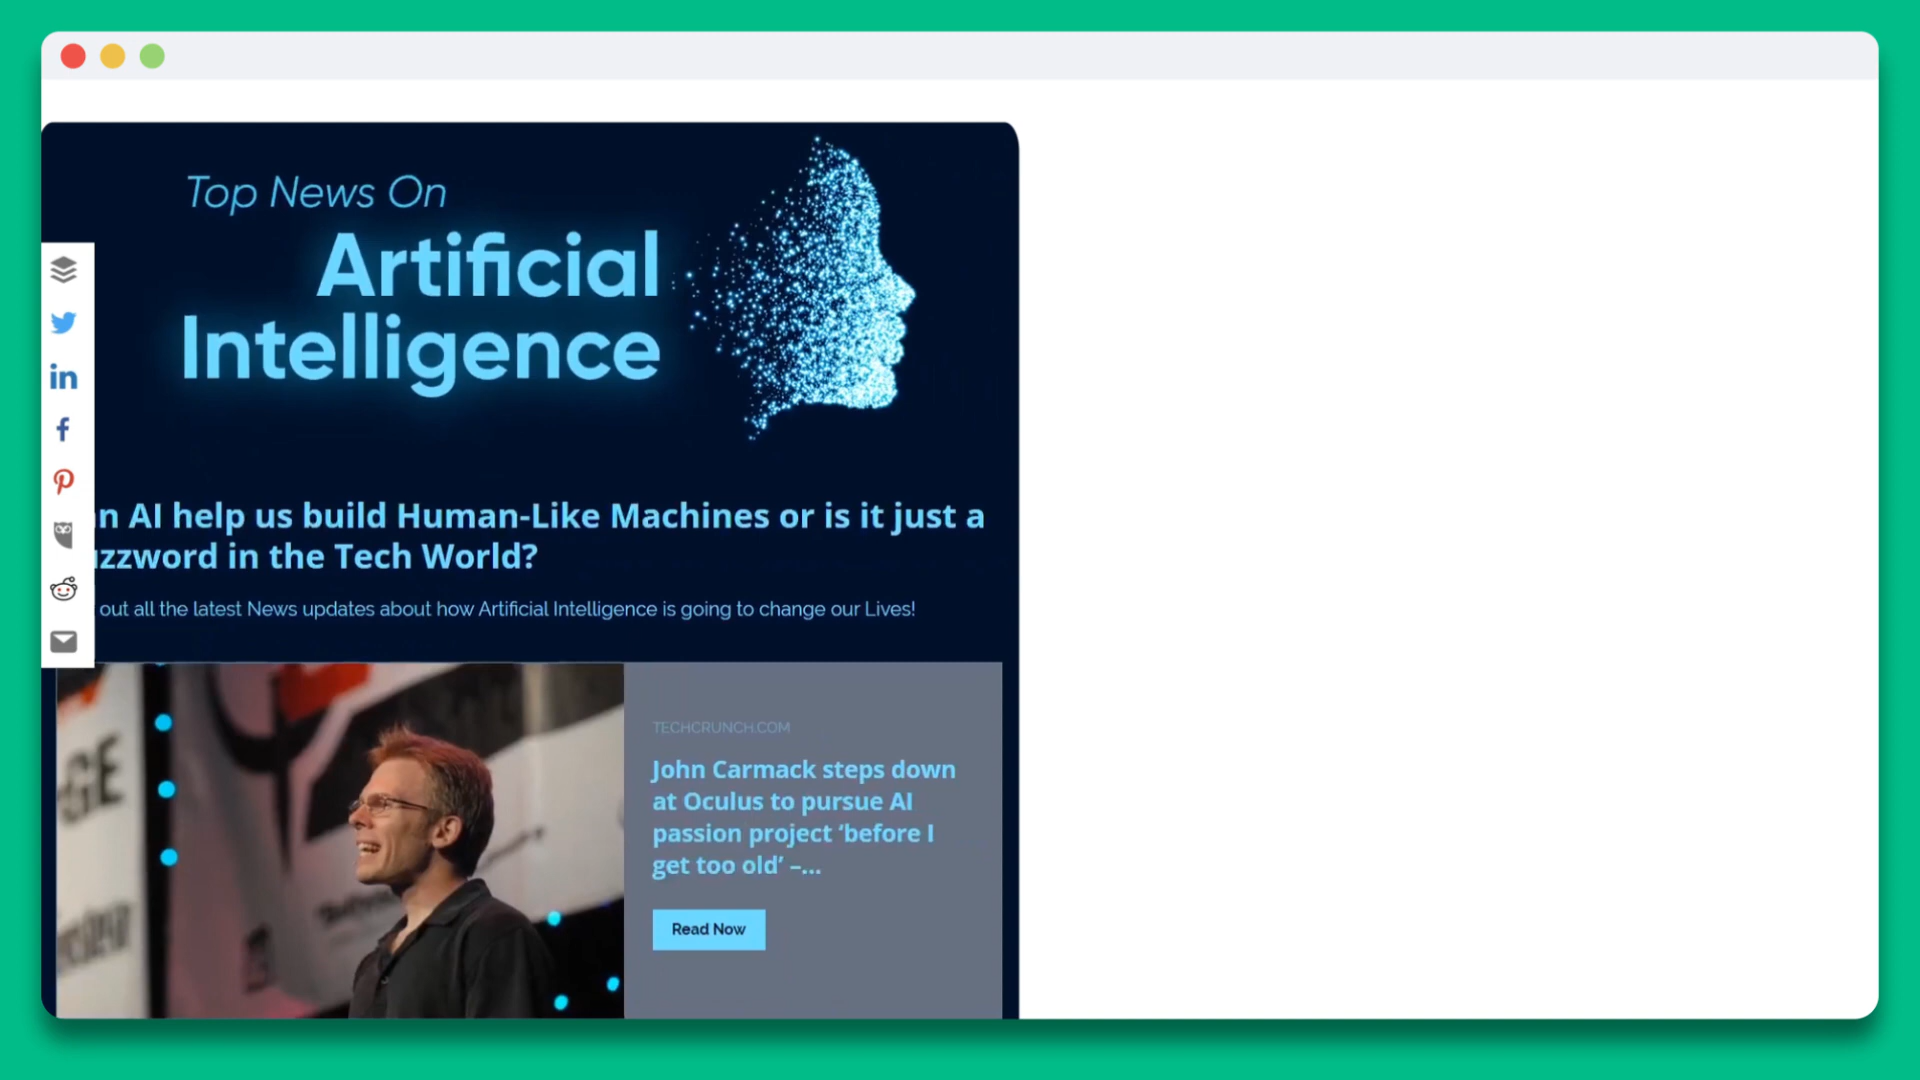 Top News On
Artificial
Intelligence
in
n AI help us build Human-Like Machines or is it just a
zzword in the Tech World?
out all the latest News updates about how Artificial Intelligence is going to change our Lives!
TECHCRUNCH.COM
John Carmack steps down
at Oculus to pursue AI
passion project ‘before I
get too old’ –...
Read Now